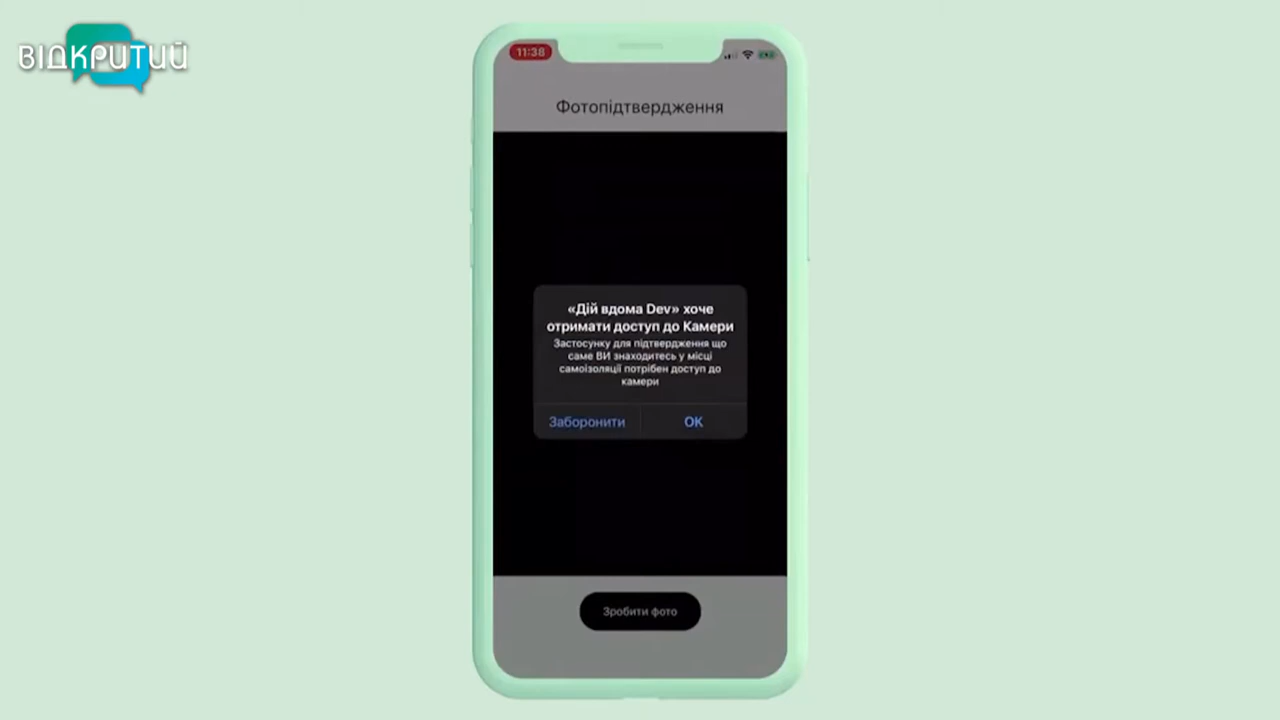 ВІДКРИТИЙ
11:38
Фотопідтвердження
«Дій вдома Dev» хоче
отримати доступ до Камери
Застосунку для підтвердження що
саме ВИ знаходитесь у місці
самоізоляції потрібен доступ до
камери
Заборонити
ОК
Зробити фото